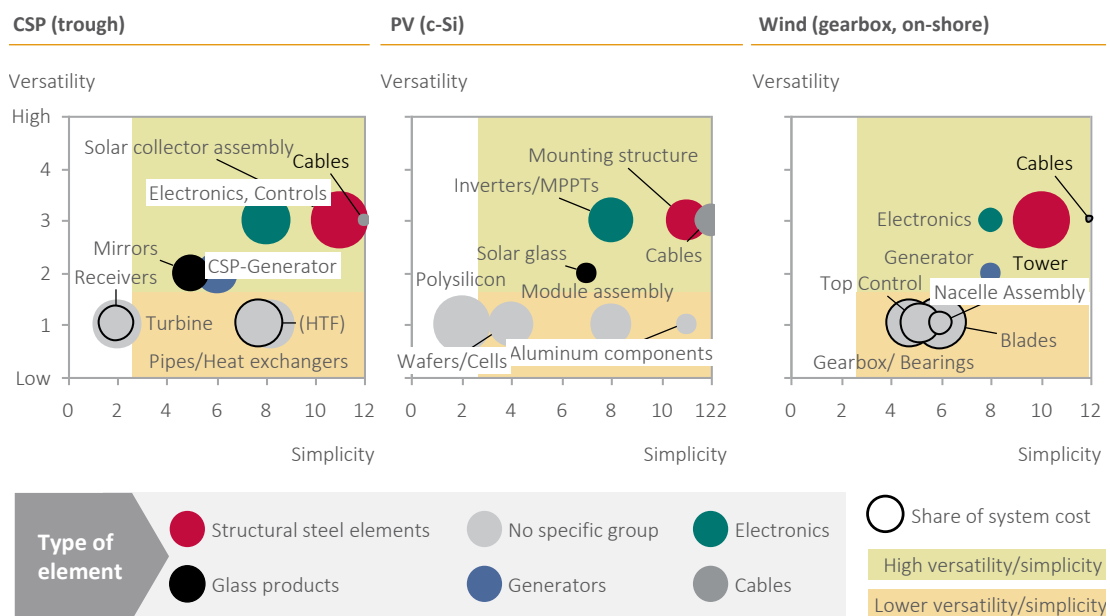 CSP (trough)
Versatility
High
4
3
2
1
Low
Solar collector assembly
Cables
Electronics, Controls
Mirrors
CSP-Generator
Receivers
Turbine
(HTF)
Pipes/Heat exchangers
0 2 4 6 8 10 12
Simplicity
PV (c-Si)
Versatility
Mounting structure
Inverters/MPPTs
Solar glass
Cables
Polysilicon
Module assembly
Wafers/Cells
Aluminum components
0 2 4 6 8 10 122
Simplicity
Wind (gearbox, on-shore)
Versatility
Cables
Electronics
Generator
Tower
Top Control
Nacelle Assembly
Blades
Gearbox/ Bearings
0 2 4 6 8 10 12
Simplicity
Type of
element
Structural steel elements
No specific group
Electronics
Glass products
Generators
Cables
Share of system cost
High versatility/simplicity
Lower versatility/simplicity